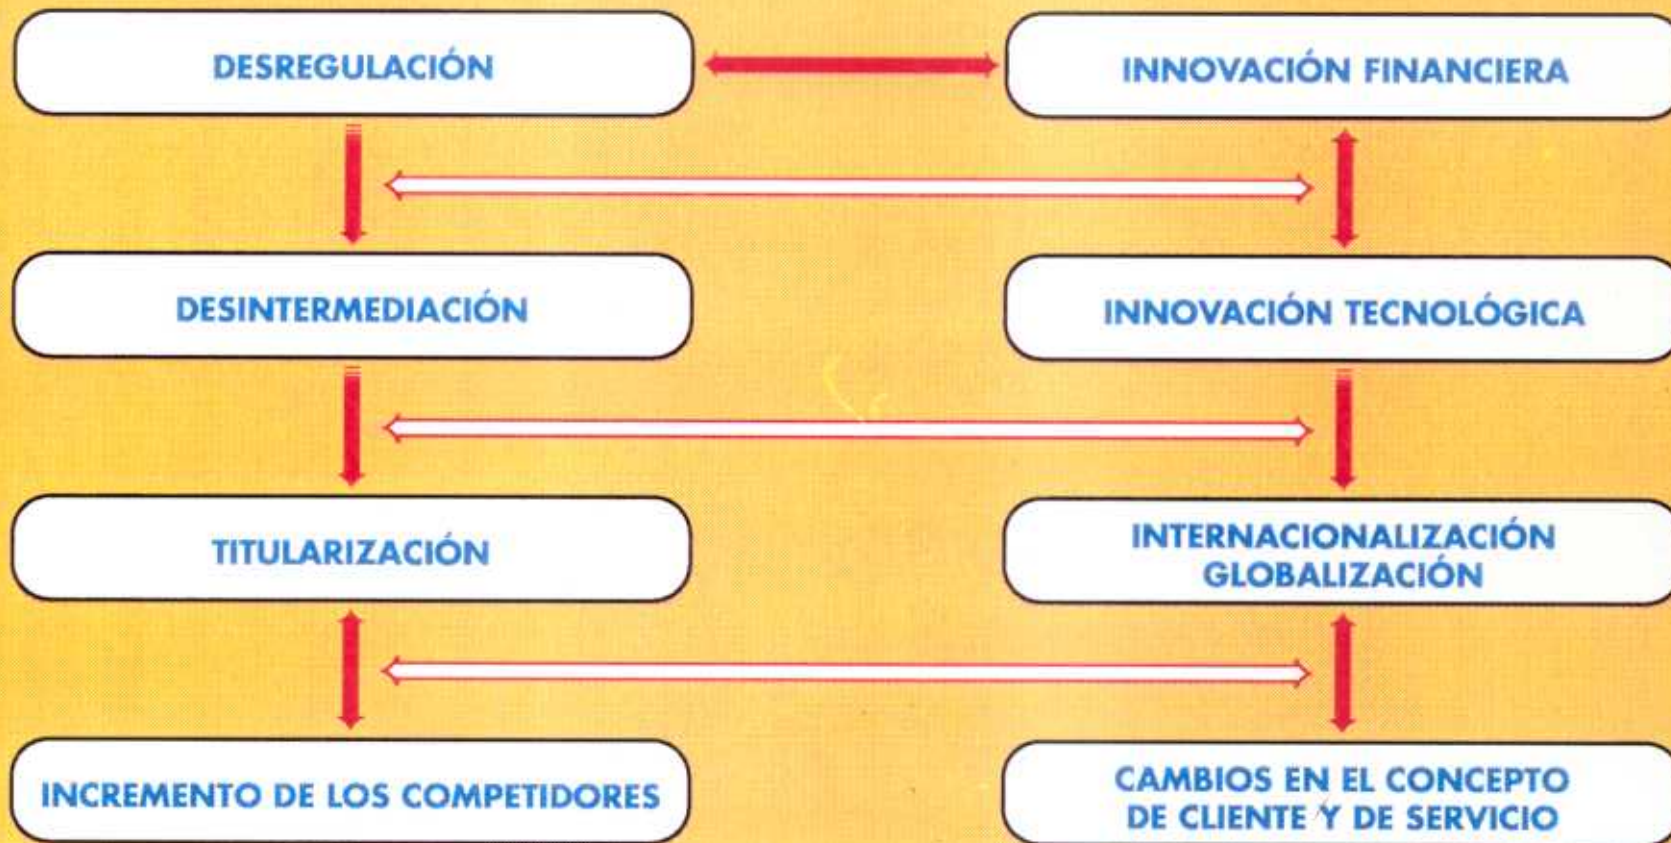 DESREGULACIÓN
INNOVACIÓN FINANCIERA
DESINTERMEDIACIÓN
INNOVACIÓN TECNOLÓGICA
TITULARIZACIÓN
INTERNACIONALIZACIÓN
GLOBALIZACIÓN
INCREMENTO DE LOS COMPETIDORES
CAMBIOS EN EL CONCEPTO
DE CLIENTE Y DE SERVICIO